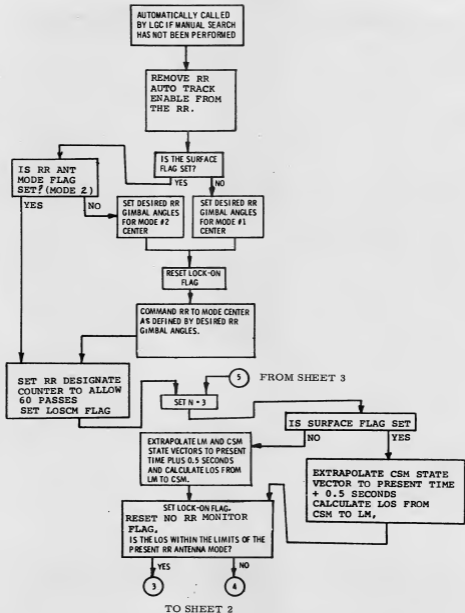 AUTOMATICALLY CALLED
BY LGC IF MANUAL SEARCH
HAS NOT BEEN PERFORMED
REMOVE RR
AUTO TRACK
ENABLE FROM
THE RR.
IS THE SURFACE
FLAG SET?
YES
NO
IS RR ANT
MODE FLAG
SET? (MODE 2)
YES
NO
SET DESIRED RR
GIMBAL ANGLES
FOR MODE #2
CENTER
SET DESIRED RR
GIMBAL ANGLES
FOR MODE #1
CENTER
RESET LOCK-ON
FLAG
COMMAND RR TO MODE CENTER
AS DEFINED BY DESIRED RR
GIMBAL ANGLES.
SET RR DESIGNATE
COUNTER TO ALLOW
60 PASSES
SET LOSCM FLAG
5 FROM SHEET 3
SET N = 3
IS SURFACE FLAG SET
NO
YES
EXTRAPOLATE LM AND CSM
STATE VECTORS TO PRESENT
TIME PLUS 0.5 SECONDS
AND CALCULATE LOS FROM
LM TO CSM.
EXTRAPOLATE CSM STATE
VECTOR TO PRESENT TIME
+ 0.5 SECONDS
CALCULATE LOS FROM
CSM TO LM,
SET LOCK-ON FLAG.
RESET NO RR MONITOR
FLAG.
IS THE LOS WITHIN THE LIMITS OF THE
PRESENT RR ANTENNA MODE?
YES
NO
3
4
TO SHEET 2